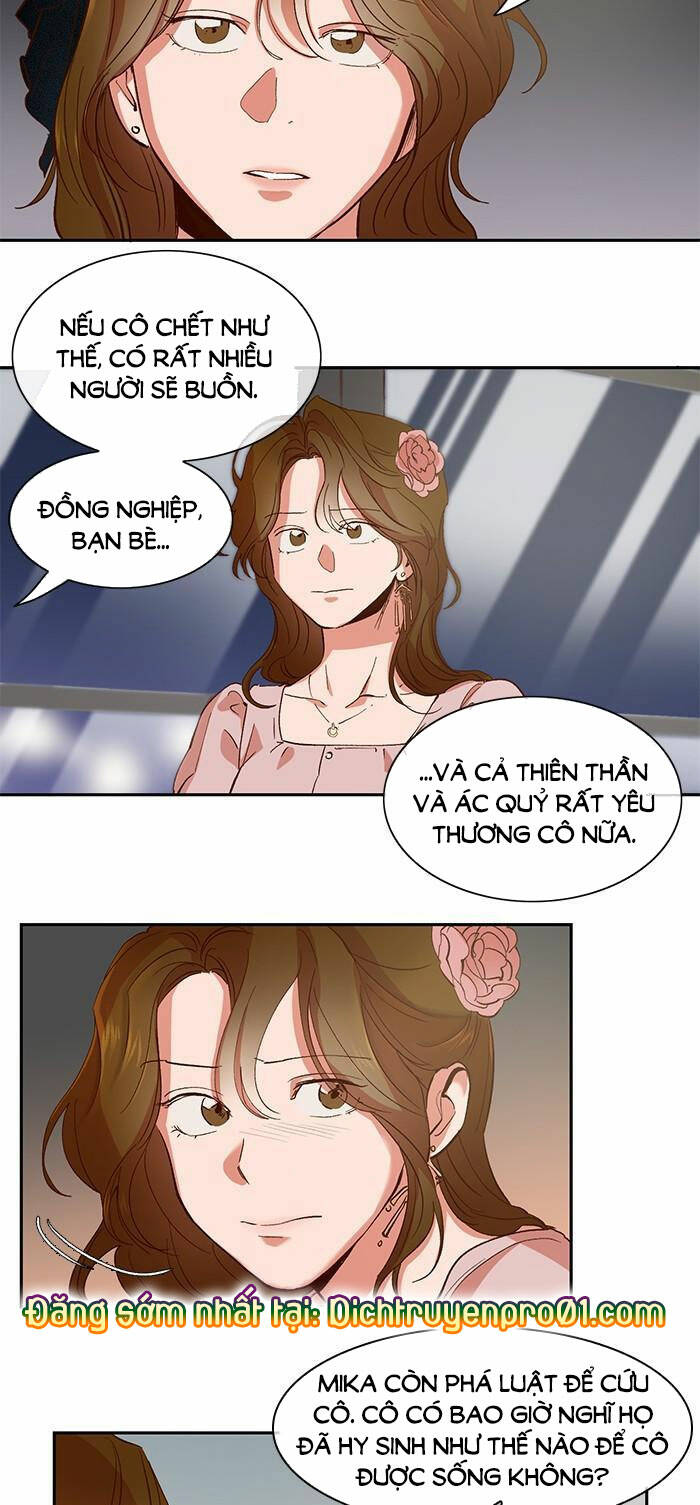 NẾU CÔ CHẾT NHƯ
THẾ, CÓ RẤT NHIỀU
NGƯỜI SẼ BUỒN.
ĐỒNG NGHIỆP,
BẠN BÈ...
...VÀ CẢ THIÊN THẦN
VÀ ÁC QUỶ RẤT YÊU
THƯƠNG CÔ NỮA.
Đăng sớm nhất tại: Dichtruyenpro01.com
MIKA CÒN PHÁ LUẬT ĐỂ CỨU
CÔ. CÔ CÓ BAO GIỜ NGHĨ HỌ
ĐÃ HY SINH NHƯ THẾ NÀO ĐỂ CÔ
ĐƯỢC SỐNG KHÔNG?